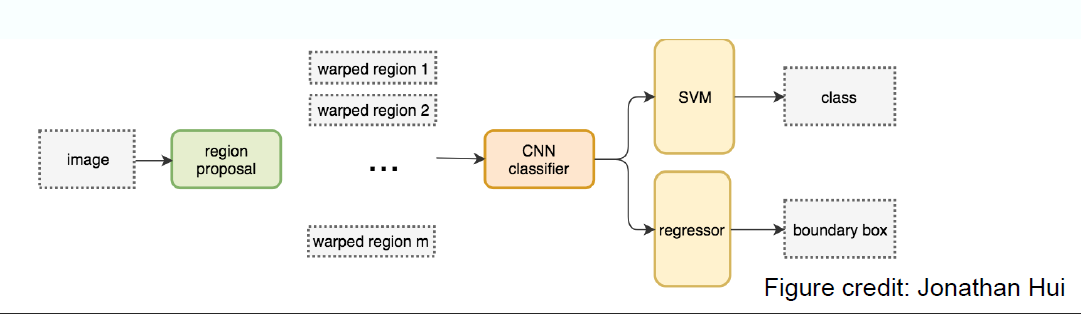 image
region
proposal
warped region 1
warped region 2
...
warped region m
CNN
classifier
SVM
class
regressor
boundary box
Figure credit: Jonathan Hui